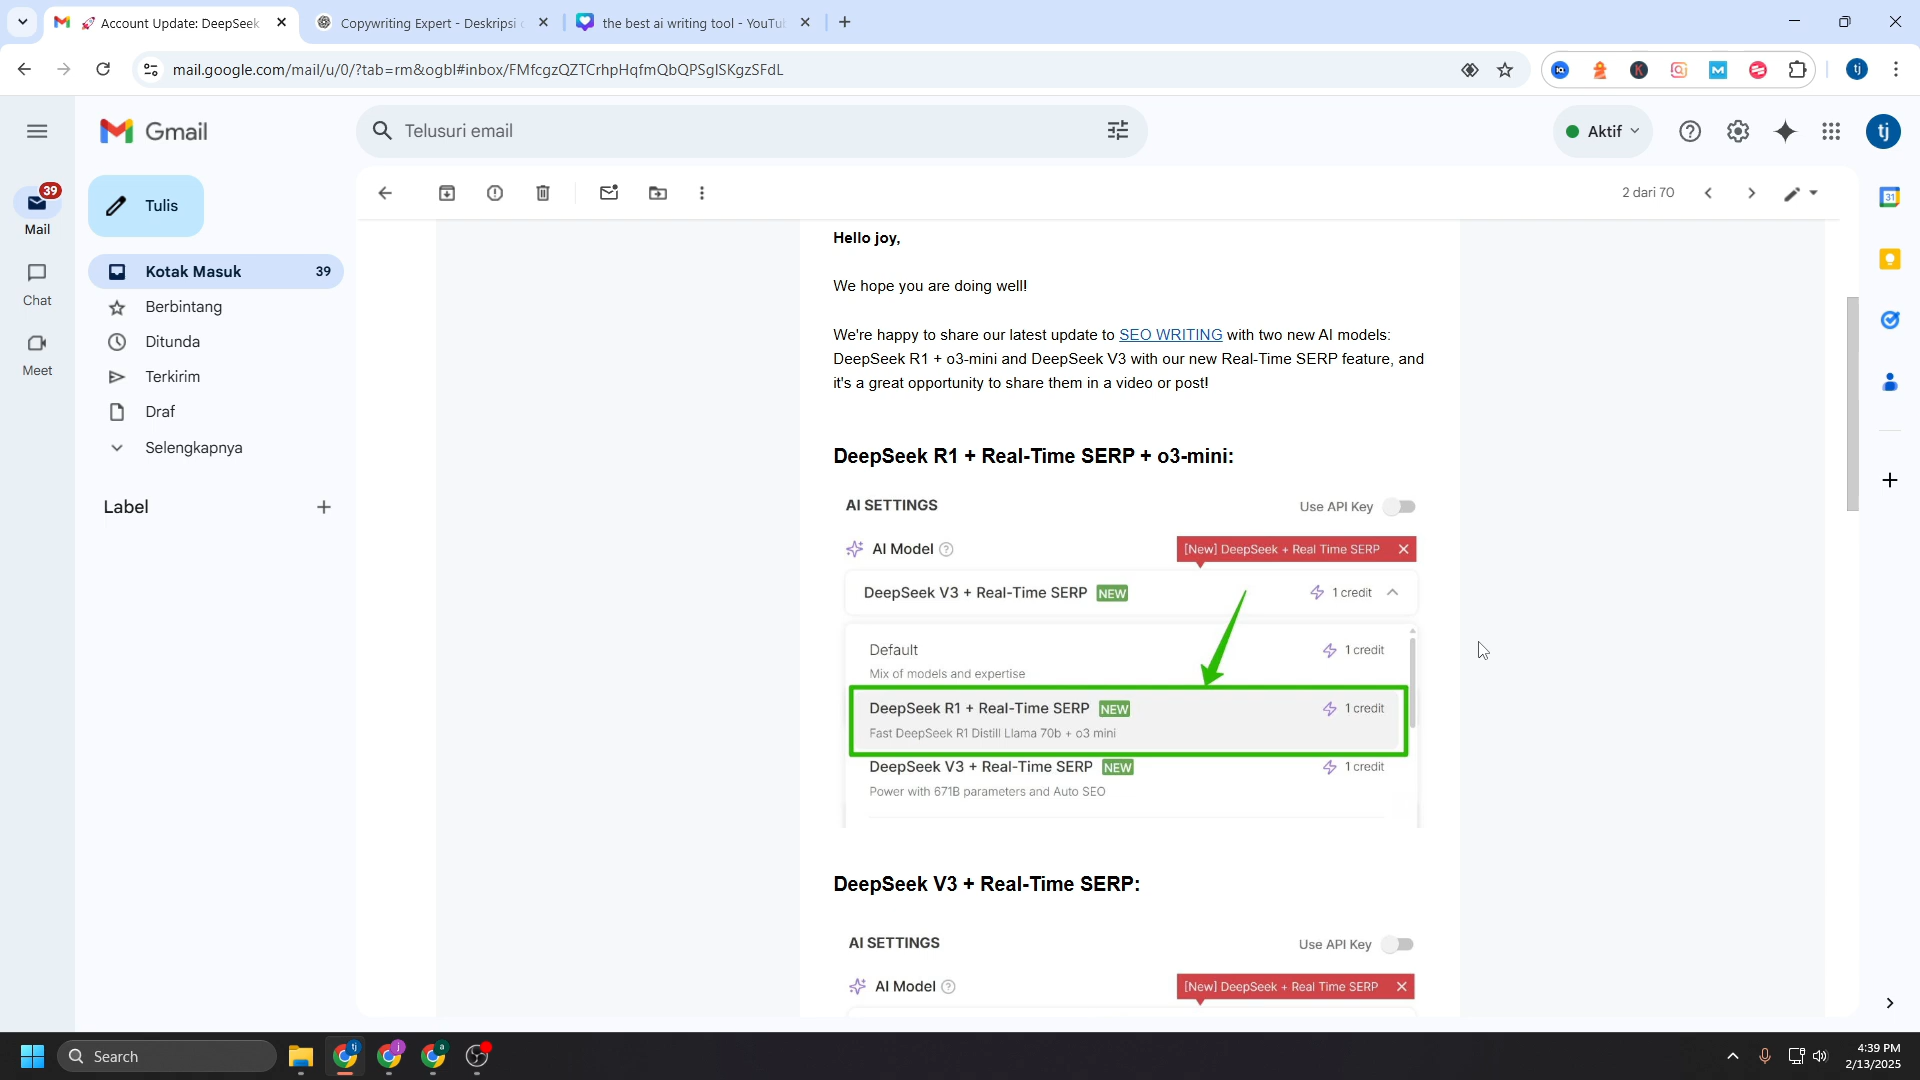 🚀 Account Update: DeepSeek
Copywriting Expert - Deskripsi
the best ai writing tool - YouTu
mail.google.com/mail/u/0/?tab=rm&ogbl#inbox/FMfcgzQZTCrhpHqfmQbQPSglSKgzSFdL
tj
Gmail
Telusuri email
Aktif
tj
39
Mail
Chat
Meet
Tulis
Kotak Masuk 39
Berbintang
Ditunda
Terkirim
Draf
Selengkapnya
Label
2 dari 70
31
Hello joy,
We hope you are doing well!
We're happy to share our latest update to SEO WRITING with two new AI models:
DeepSeek R1 + o3-mini and DeepSeek V3 with our new Real-Time SERP feature, and
it's a great opportunity to share them in a video or post!
DeepSeek R1 + Real-Time SERP + o3-mini:
AI SETTINGS Use API Key
AI Model [New] DeepSeek + Real Time SERP
DeepSeek V3 + Real-Time SERP NEW 1 credit
Default 1 credit
Mix of models and expertise
DeepSeek R1 + Real-Time SERP NEW 1 credit
Fast DeepSeek R1 Distill Llama 70b + o3 mini
DeepSeek V3 + Real-Time SERP NEW 1 credit
Power with 671B parameters and Auto SEO
DeepSeek V3 + Real-Time SERP:
AI SETTINGS Use API Key
AI Model [New] DeepSeek + Real Time SERP
Search
tj
j
a
4:39 PM
2/13/2025